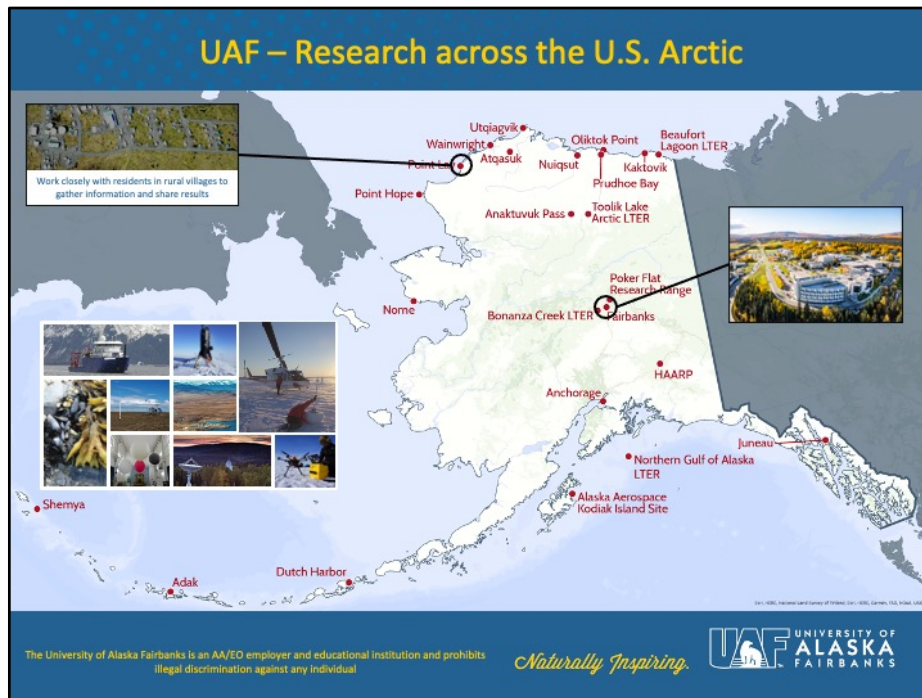 UAF – Research across the U.S. Arctic
Work closely with residents in rural villages to
gather information and share results
Utqiagvik
Wainwright
Atqasuk
Point Lay
Point Hope
Oliktok Point
Nuiqsut
Prudhoe Bay
Beaufort
Lagoon LTER
Kaktovik
Anaktuvuk Pass
Toolik Lake
Arctic LTER
Poker Flat
Research Range
Nome
Bonanza Creek LTER
Fairbanks
HAARP
Anchorage
Juneau
Northern Gulf of Alaska
LTER
Alaska Aerospace
Kodiak Island Site
Shemya
Adak
Dutch Harbor
The University of Alaska Fairbanks is an AA/EO employer and educational institution and prohibits
illegal discrimination against any individual
Naturally Inspiring.
UAF
UNIVERSITY OF
ALASKA
FAIRBANKS